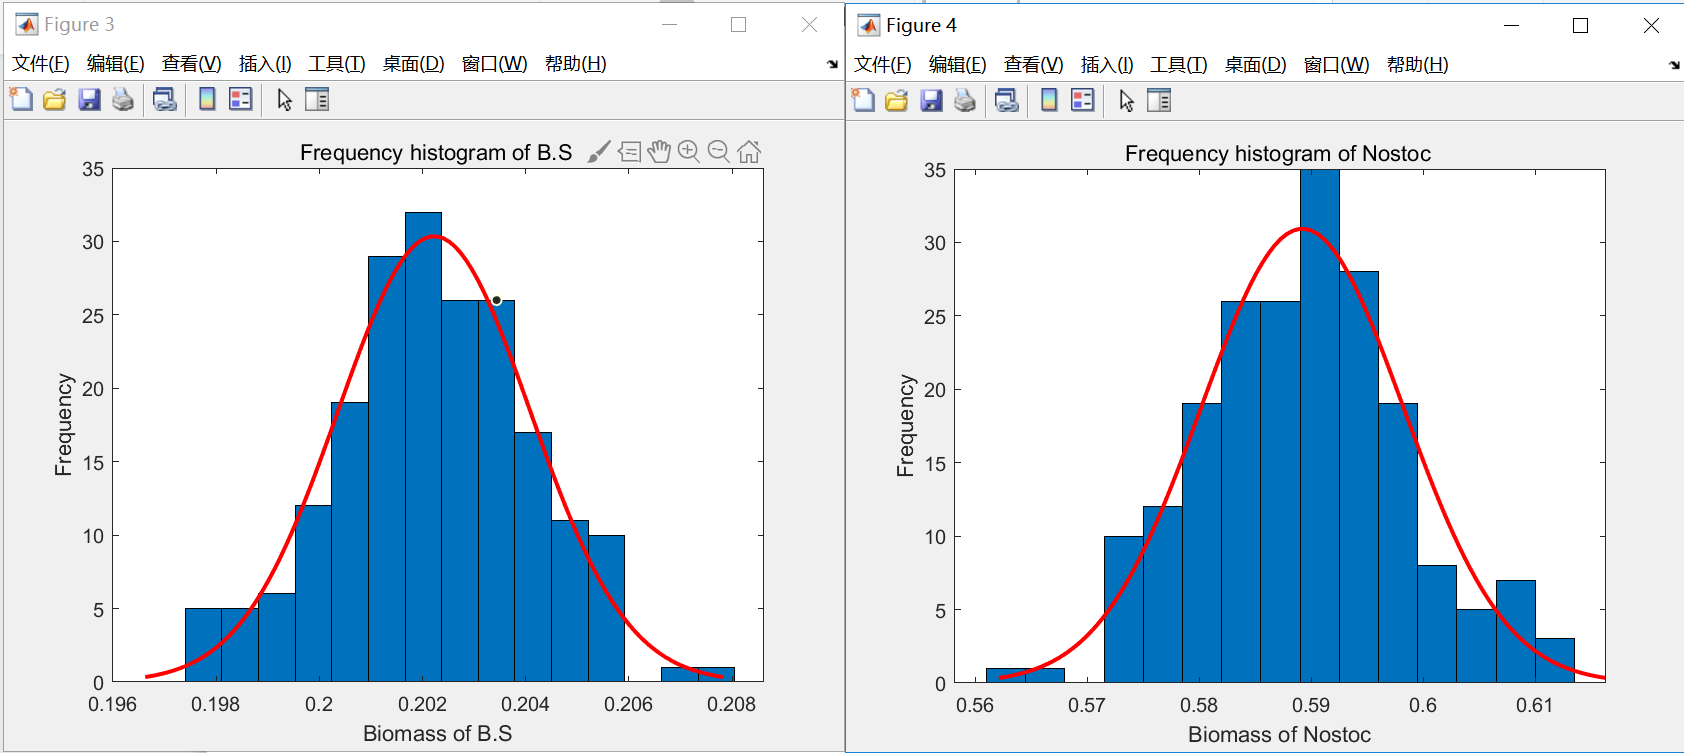 Figure 3
文件(F) 编辑(E) 查看(V) 插入(I) 工具(T) 桌面(D) 窗口(W) 帮助(H)
Frequency histogram of B.S
35
30
25
20
15
10
5
0
Frequency
0.196 0.198 0.2 0.202 0.204 0.206 0.208
Biomass of B.S
Figure 4
文件(F) 编辑(E) 查看(V) 插入(I) 工具(T) 桌面(D) 窗口(W) 帮助(H)
Frequency histogram of Nostoc
35
30
25
20
15
10
5
0
Frequency
0.56 0.57 0.58 0.59 0.6 0.61
Biomass of Nostoc